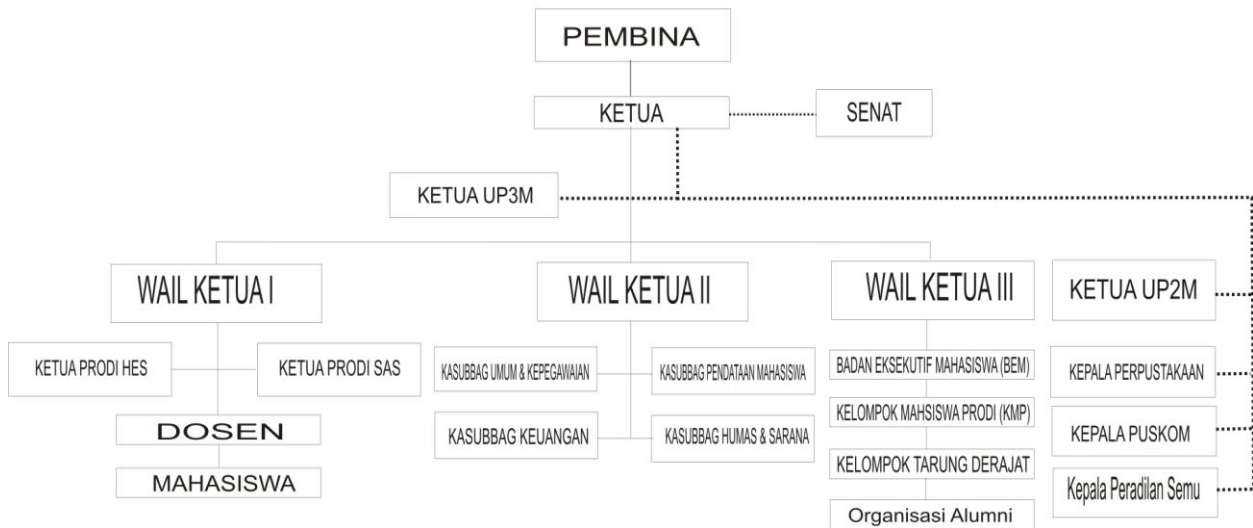 PEMBINA
KETUA
SENAT
KETUA UP3M
WAIL KETUA I
WAIL KETUA II
WAIL KETUA III
KETUA UP2M
KETUA PRODI HES
KETUA PRODI SAS
KASUBBAG UMUM & KEPEGAWAIAN
KASUBBAG PENDATAAN MAHASISWA
BADAN EKSEKUTIF MAHASISWA (BEM)
KEPALA PERPUSTAKAAN
DOSEN
KASUBBAG KEUANGAN
KASUBBAG HUMAS & SARANA
KELOMPOK MAHSISWA PRODI (KMP)
KEPALA PUSKOM
MAHASISWA
KELOMPOK TARUNG DERAJAT
Kepala Peradilan Semu
Organisasi Alumni